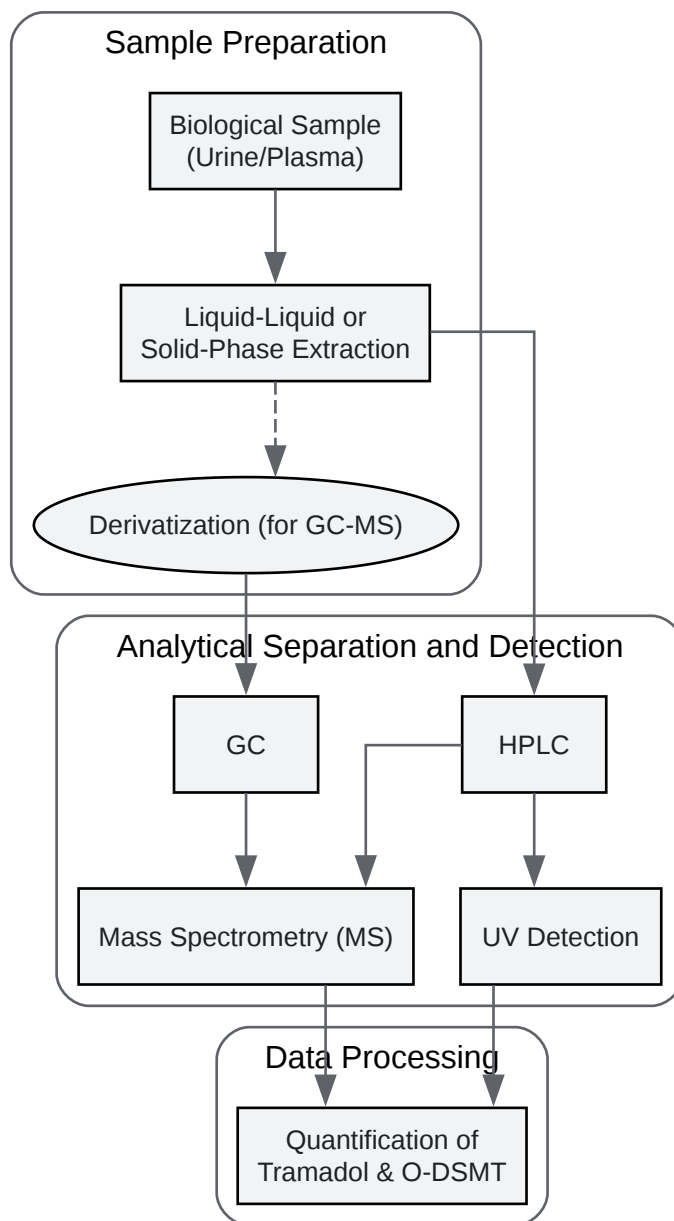 Sample Preparation
Biological Sample
(Urine/Plasma)
Liquid-Liquid or
Solid-Phase Extraction
Derivatization (for GC-MS)
Analytical Separation and Detection
GC
HPLC
Mass Spectrometry (MS)
UV Detection
Data Processing
Quantification of
Tramadol & O-DSMT